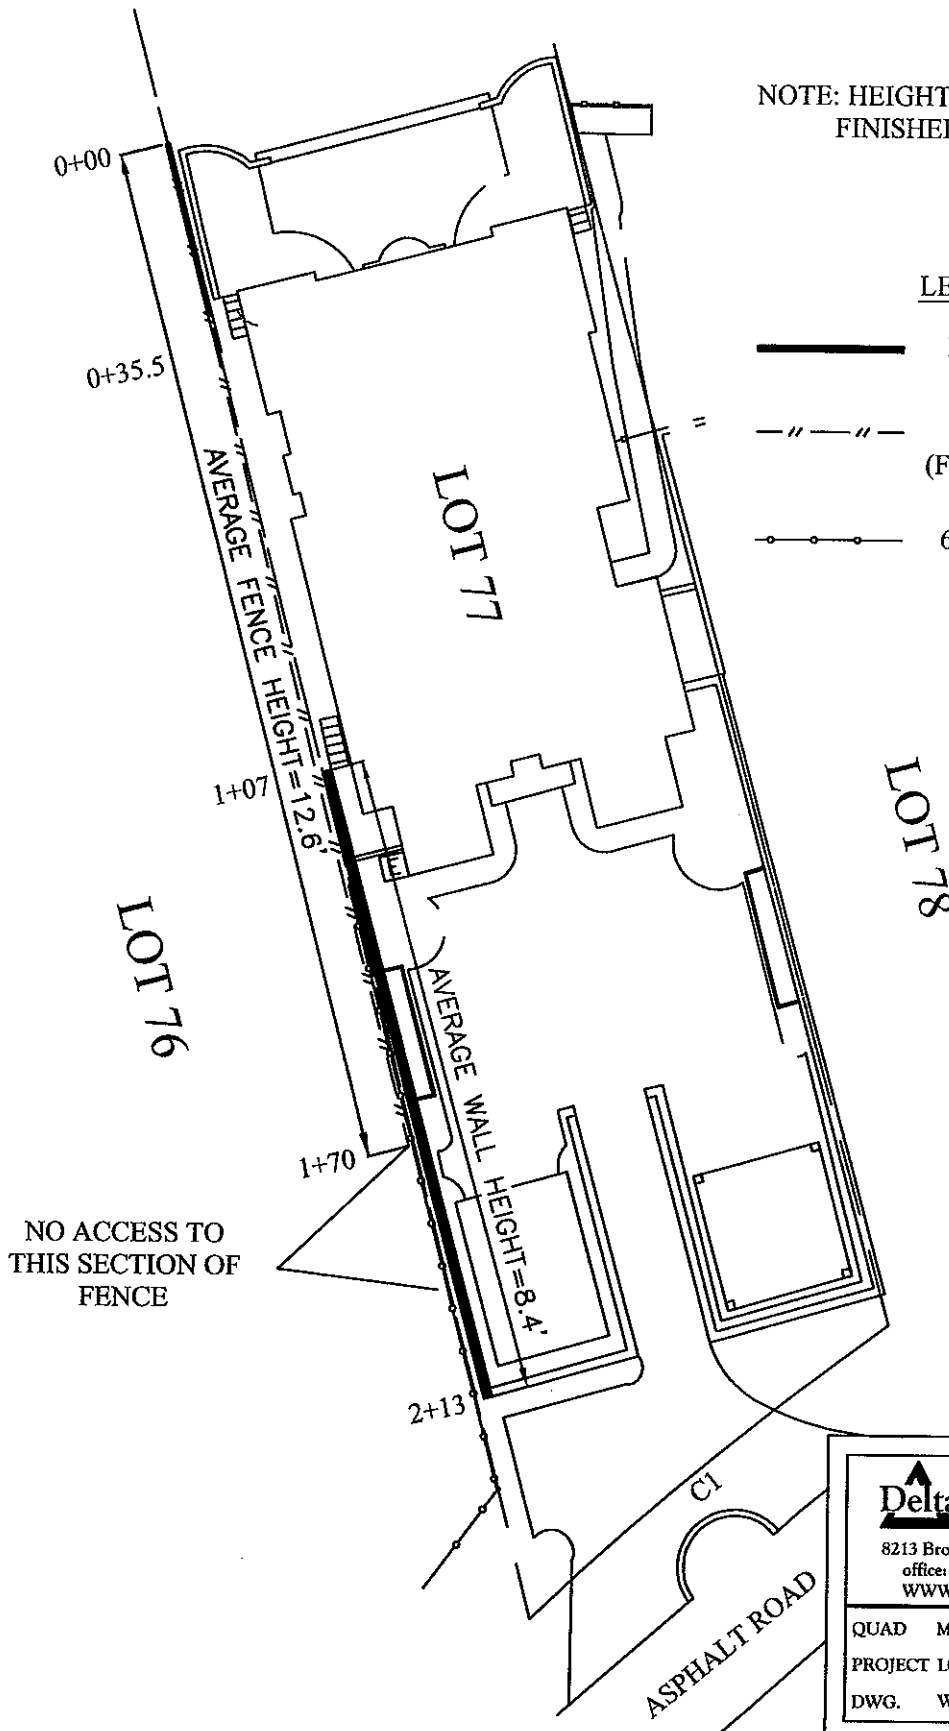 NOTE: HEIGHT
FINISHE
0+00
LE
0+35.5
(F
=
6
AVERAGE FENCE HEIGHT=12.6'
LOT 77
1+07
LOT 78
LOT 76
AVERAGE WALL HEIGHT=8.4'
1+70
NO ACCESS TO
THIS SECTION OF
FENCE
2+13
C1
ASPHALT ROAD
Delta
8213 Bro
office:
WWW
QUAD M
PROJECT L
DWG. W